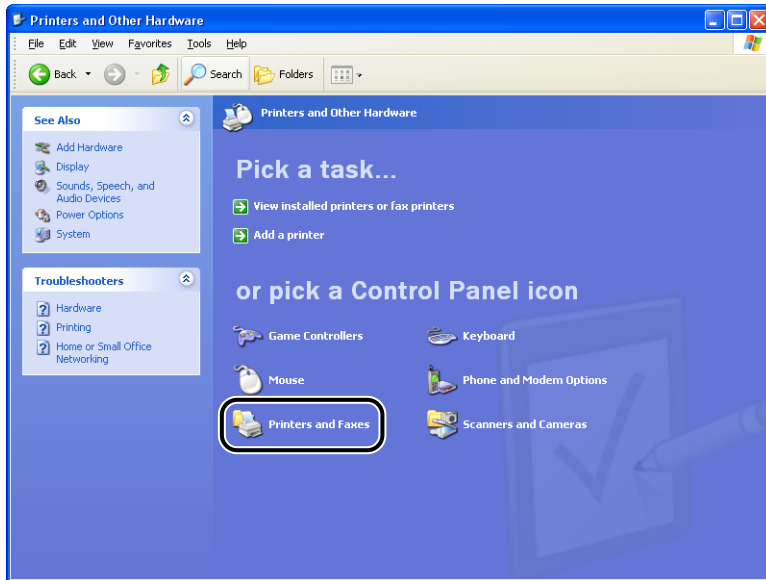 Printers and Other Hardware
File Edit View Favorites Tools Help
Back Search Folders
See Also
Add Hardware
Display
Sounds, Speech, and
Audio Devices
Power Options
System
Troubleshooters
Hardware
Printing
Home or Small Office
Networking
Printers and Other Hardware
Pick a task...
View installed printers or fax printers
Add a printer
or pick a Control Panel icon
Game Controllers Keyboard
Mouse Phone and Modem Options
Printers and Faxes Scanners and Cameras